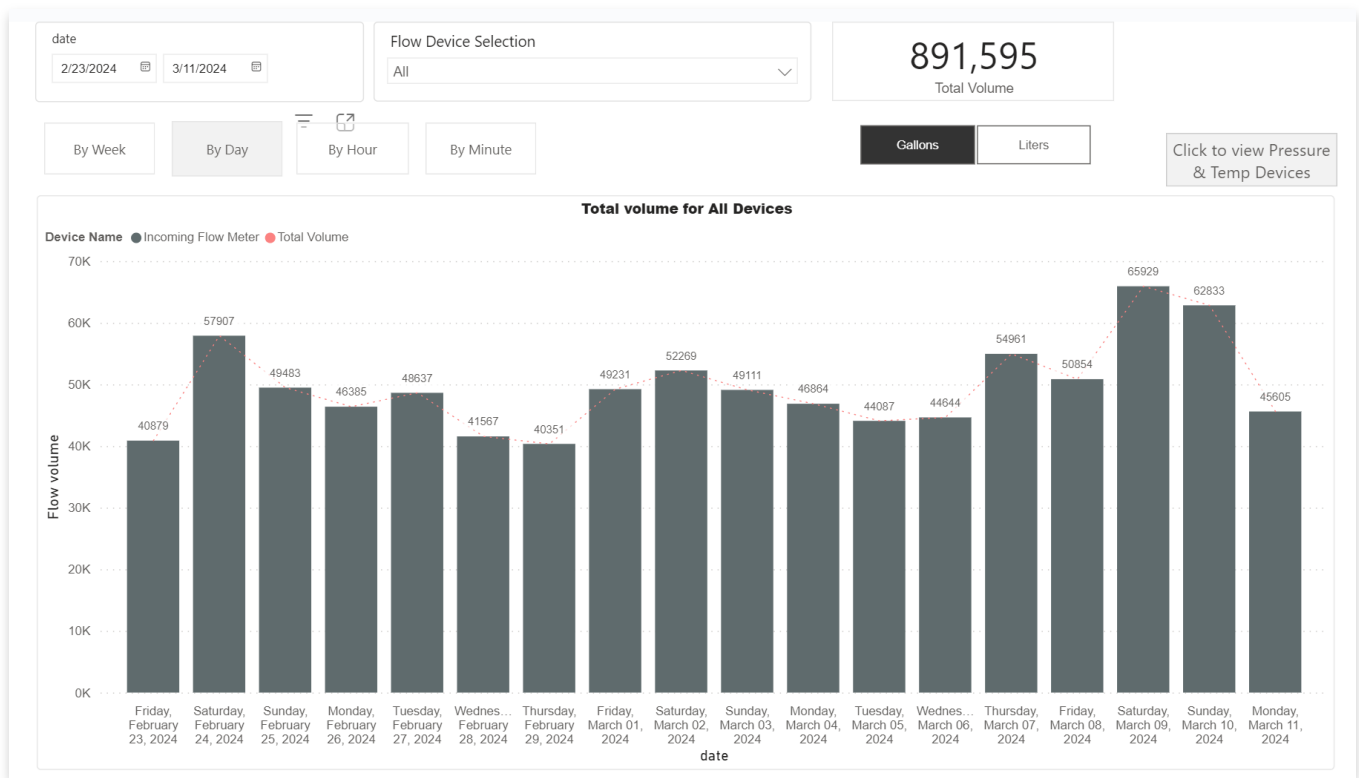 date
2/23/2024
3/11/2024
Flow Device Selection
All
891,595
Total Volume
By Week
By Day
By Hour
By Minute
Gallons
Liters
Click to view Pressure
& Temp Devices
Total volume for All Devices
Device Name Incoming Flow Meter Total Volume
70K
60K
50K
40K
30K
20K
10K
0K
Flow volume
40879
57907
49483
46385
48637
41567
40351
49231
52269
49111
46864
44087
44644
54961
50854
65929
62833
45605
Friday,
February
23, 2024
Saturday,
February
24, 2024
Sunday,
February
25, 2024
Monday,
February
26, 2024
Tuesday,
February
27, 2024
Wednes...
February
28, 2024
Thursday,
February
29, 2024
Friday,
March 01,
2024
Saturday,
March 02,
2024
Sunday,
March 03,
2024
Monday,
March 04,
2024
Tuesday,
March 05,
2024
Wednes...
March 06,
2024
Thursday,
March 07,
2024
Friday,
March 08,
2024
Saturday,
March 09,
2024
Sunday,
March 10,
2024
Monday,
March 11,
2024
date